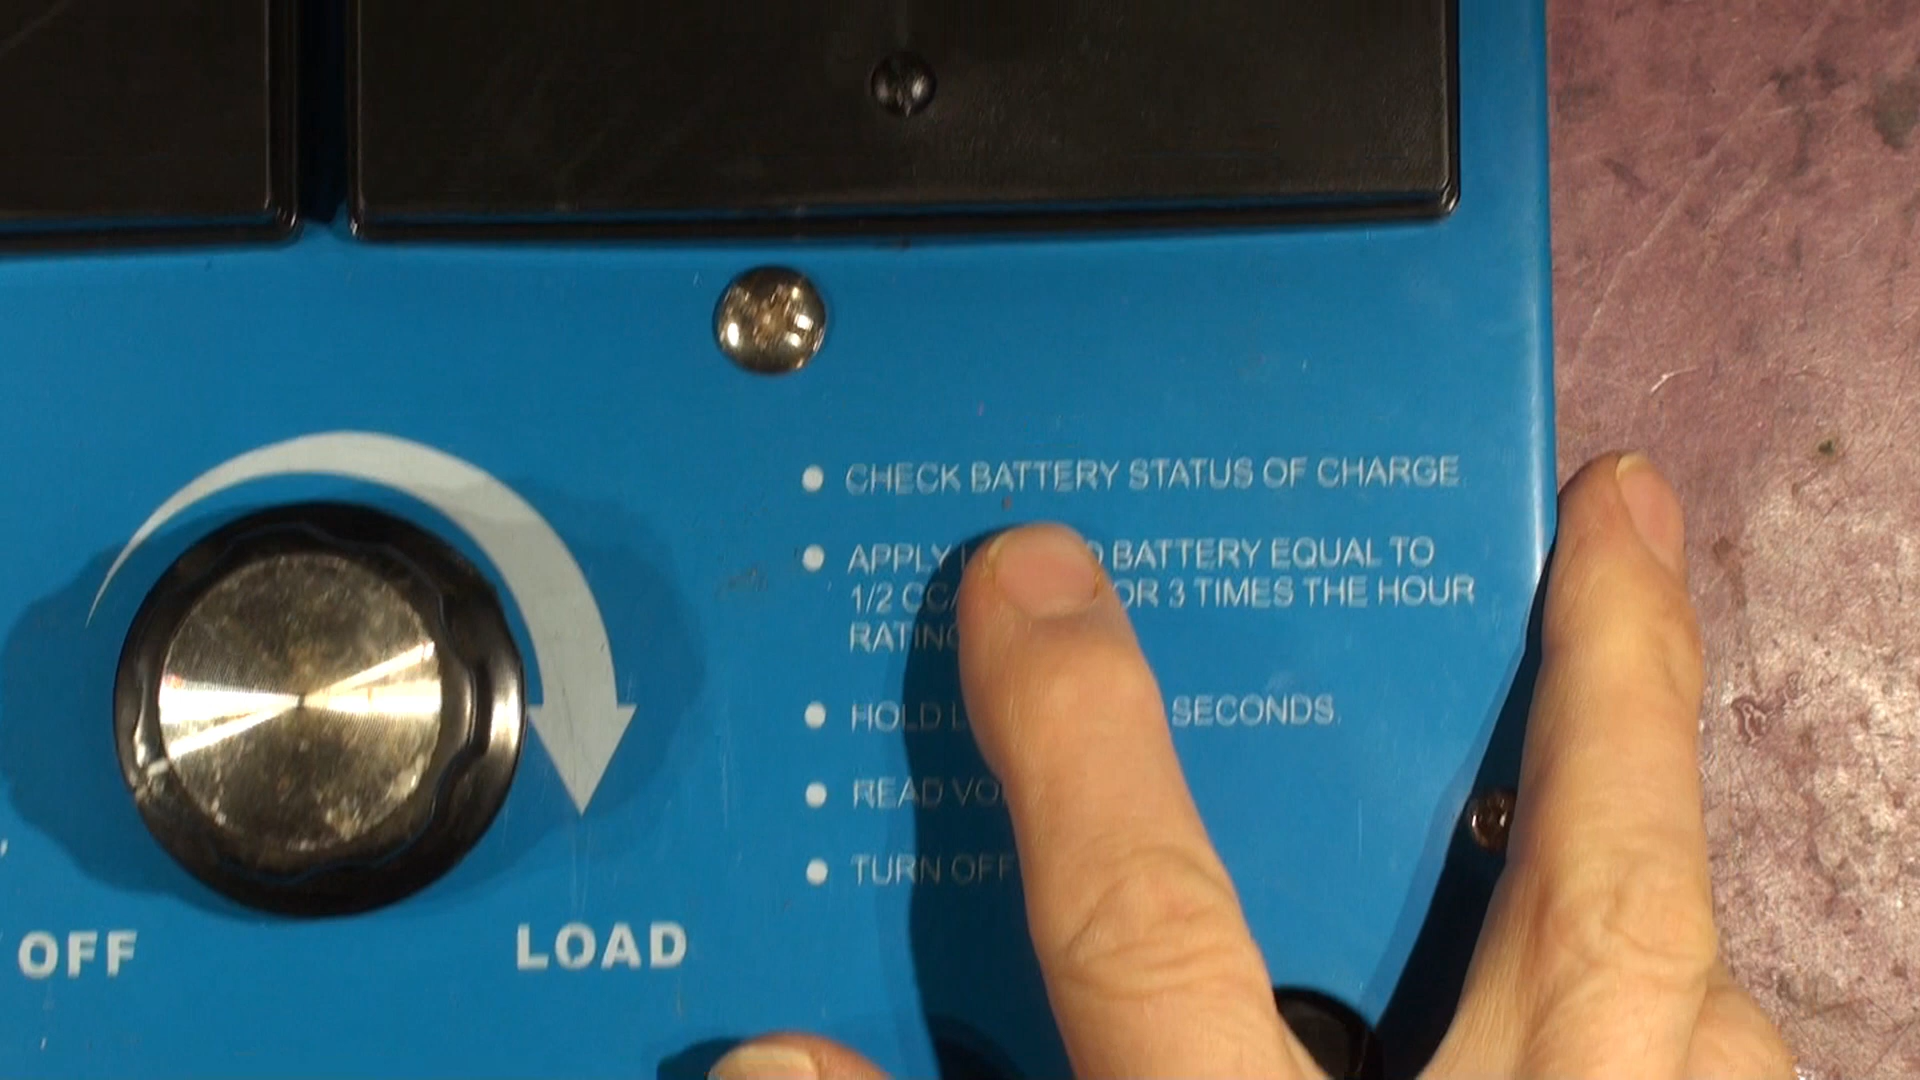 CHECK BATTERY STATUS OF CHARGE
APPLY BATTERY EQUAL TO
1/2 OR 3 TIMES THE HOUR
HOLD SECONDS.
READ
TURN OFF
OFF
LOAD